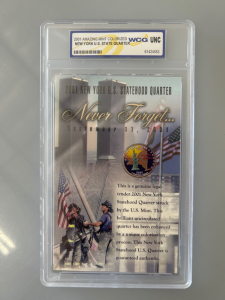 2001 AMAZING MINT COLORIZED
NEW YORK U.S. STATE QUARTER
WCG UNC
2001 NEW YORK U.S. STATEHOOD QUARTER
Never Forget...
SEPTEMBER 11, 2001
This is a genuine legal
tender 2001 New York
Statehood Quarter struck
by the U.S. Mint. This
brilliant uncirculated
quarter has been enhanced
by a unique colorization
process. This New York
Statehood U.S. Quarter is
guaranteed authentic.